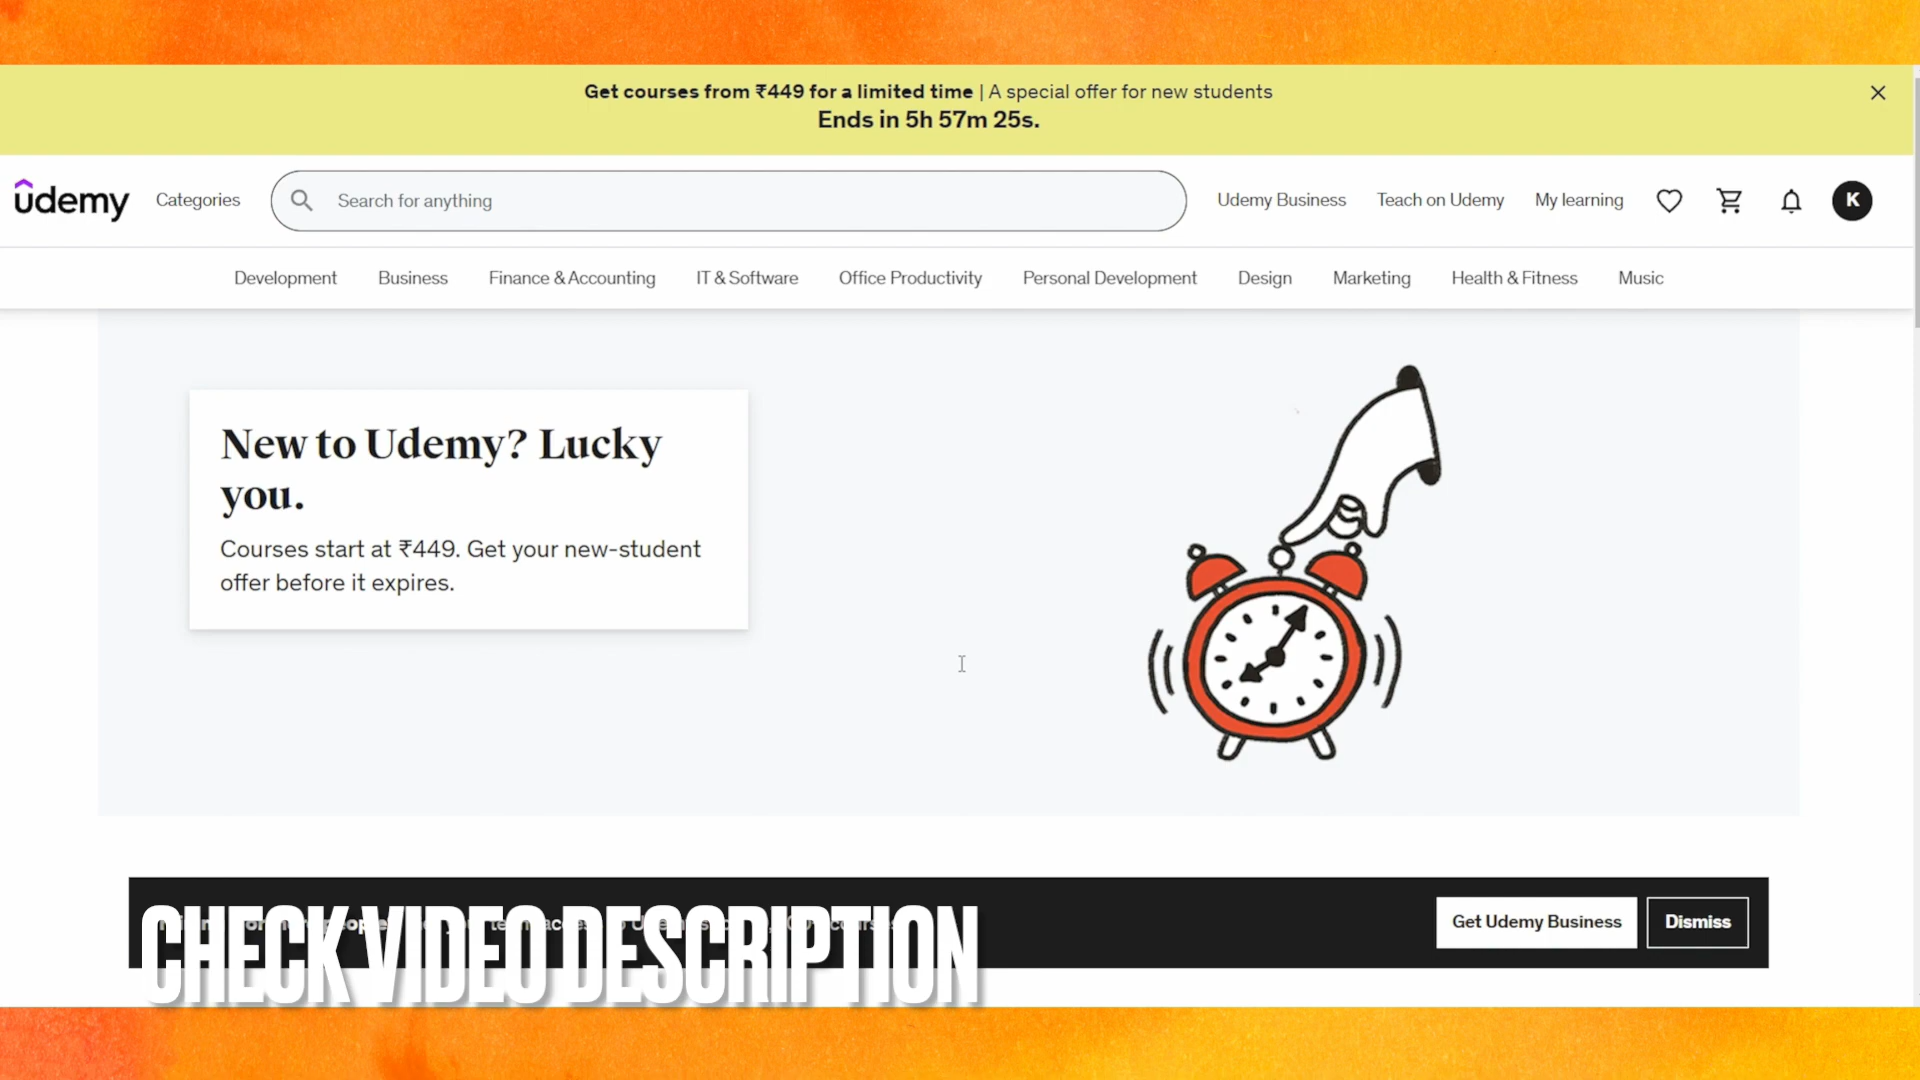 Get courses from ₹449 for a limited time | A special offer for new students
Ends in 5h 57m 25s.
udemy
Categories
Search for anything
Udemy Business
Teach on Udemy
My learning
K
Development
Business
Finance & Accounting
IT & Software
Office Productivity
Personal Development
Design
Marketing
Health & Fitness
Music
New to Udemy? Lucky
you.
Courses start at ₹449. Get your new-student
offer before it expires.
Get Udemy Business
Dismiss
CHECK VIDEO DESCRIPTION